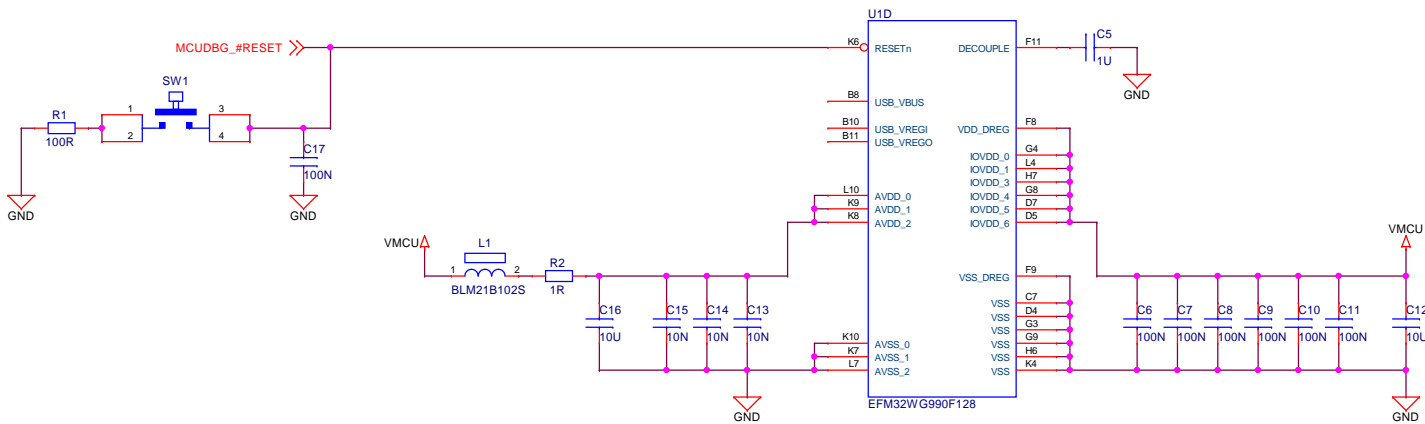 U1D
MCUDBG_#RESET
K6
RESETn
DECOUPLE
F11
C5
1U
GND
SW1
R1
100R
1
2
3
4
C17
100N
GND
GND
B8
USB_VBUS
B10
USB_VREGI
B11
USB_VREGO
VDD_DREG
F8
IOVDD_0
G4
IOVDD_1
L4
IOVDD_3
H7
IOVDD_4
G8
IOVDD_5
D7
IOVDD_6
D5
L10
AVDD_0
K9
AVDD_1
K8
AVDD_2
VMCU
L1
1
2
BLM21B102S
R2
1R
C16
10U
C15
10N
C14
10N
C13
10N
K10
AVSS_0
K7
AVSS_1
L7
AVSS_2
GND
VSS_DREG
F9
VSS
C7
VSS
D4
VSS
G3
VSS
G9
VSS
H6
VSS
K4
EFM32WG990F128
VMCU
C6
100N
C7
100N
C8
100N
C9
100N
C10
100N
C11
100N
C12
10U
GND